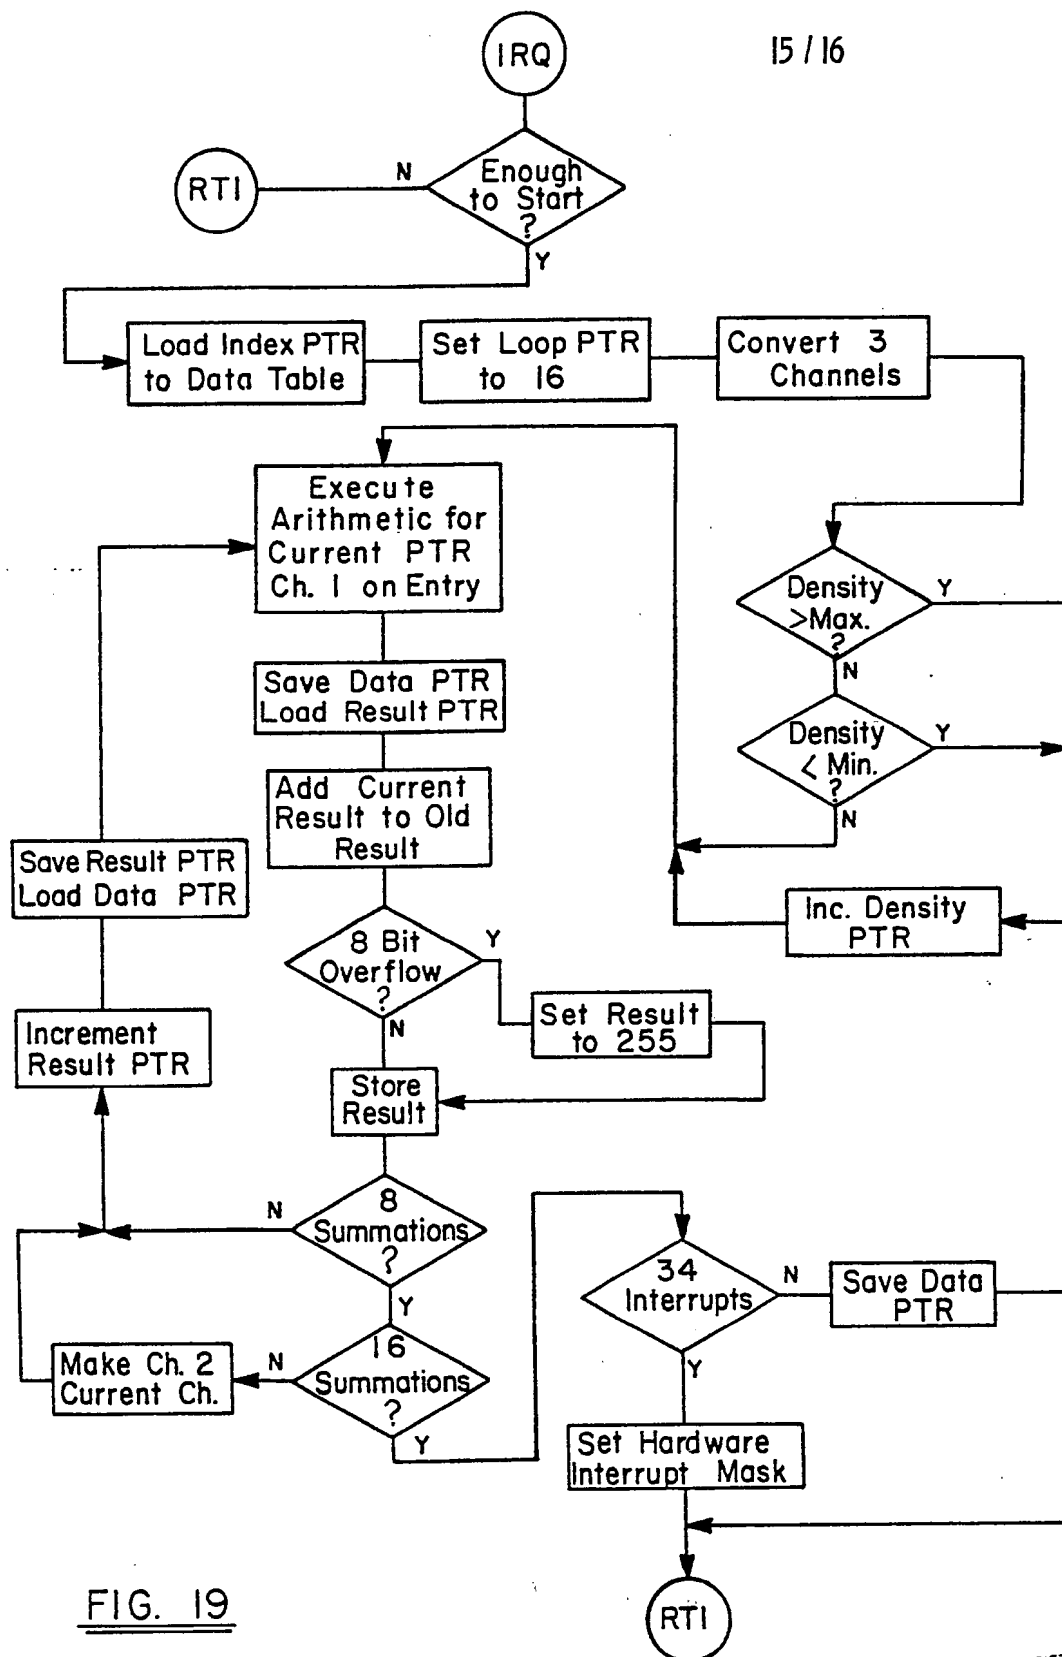 IRQ
15/16
RTI
N
Enough
to Start
?
Y
Load Index PTR
to Data Table
Set Loop PTR
to 16
Convert 3
Channels
Execute
Arithmetic for
Current PTR
Ch. 1 on Entry
Density
>Max.
?
Y
N
Save Data PTR
Load Result PTR
Density
< Min.
?
Y
N
Add Current
Result to Old
Result
Save Result PTR
Load Data PTR
Inc. Density
PTR
8 Bit
Overflow
?
Y
N
Set Result
to 255
Increment
Result PTR
Store
Result
8
Summations
?
N
Y
34
Interrupts
N
Y
Save Data
PTR
16
Summations
?
N
Y
Make Ch. 2
Current Ch.
Set Hardware
Interrupt Mask
RTI
FIG. 19